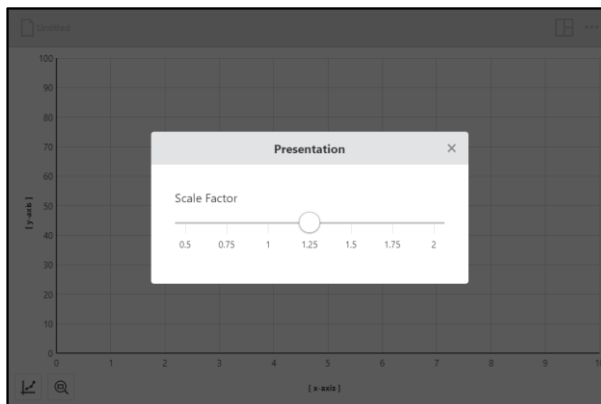 Untitled
100
90
80
70
60
50
40
30
20
10
0
[ y-axis ]
Presentation
Scale Factor
0.5 0.75 1 1.25 1.5 1.75 2
0 1 2 3 4 5 6 7 8 9 10
[ x-axis ]